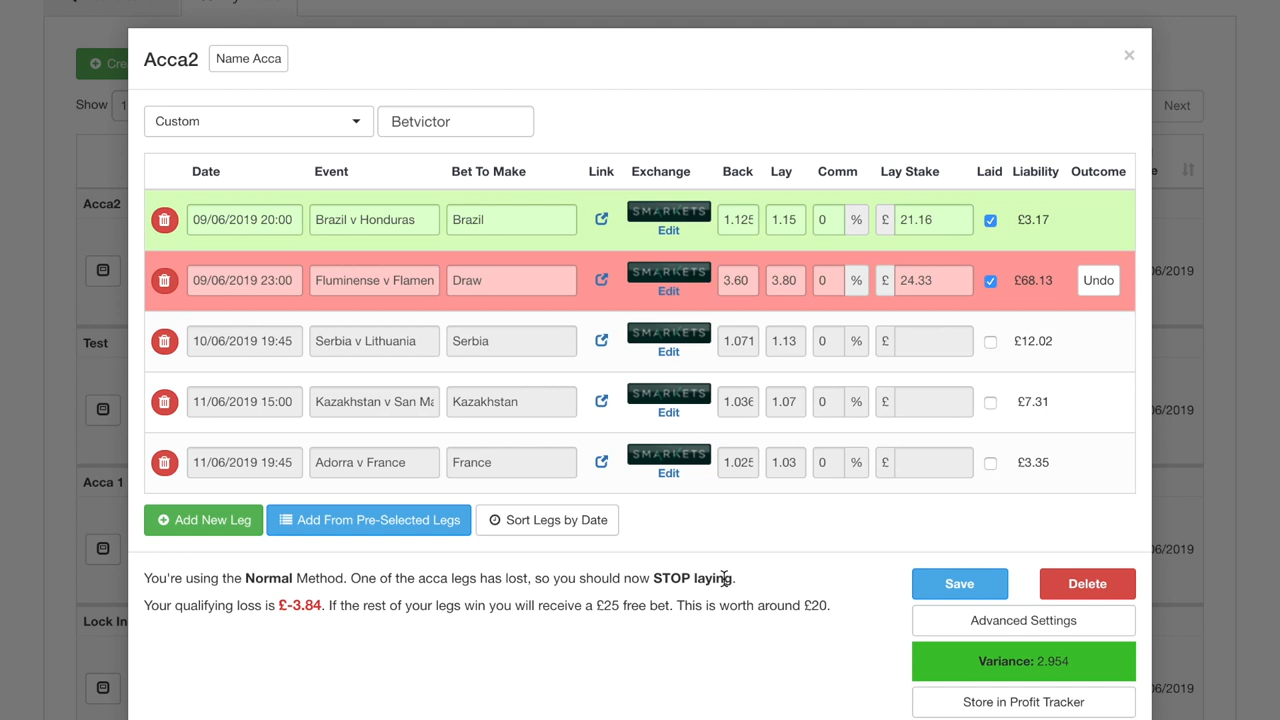 Acca2 Name Acca ×
Show 1 Next
Custom Betvictor
Date Event Bet To Make Link Exchange Back Lay Comm Lay Stake Laid Liability Outcome
Acca2
09/06/2019 20:00 Brazil v Honduras Brazil SMARKETS Edit 1.125 1.15 0 % £ 21.16 £3.17
09/06/2019 23:00 Fluminense v Flamen Draw SMARKETS Edit 3.60 3.80 0 % £ 24.33 £68.13 Undo
Test
10/06/2019 19:45 Serbia v Lithuania Serbia SMARKETS Edit 1.071 1.13 0 % £ £12.02
11/06/2019 15:00 Kazakhstan v San Ma Kazakhstan SMARKETS Edit 1.036 1.07 0 % £ £7.31
11/06/2019 19:45 Adorra v France France SMARKETS Edit 1.025 1.03 0 % £ £3.35
Acca 1
Add New Leg Add From Pre-Selected Legs Sort Legs by Date
You're using the Normal Method. One of the acca legs has lost, so you should now STOP laying.
Your qualifying loss is £-3.84. If the rest of your legs win you will receive a £25 free bet. This is worth around £20.
Save Delete
Advanced Settings
Lock In
Variance: 2.954
Store in Profit Tracker